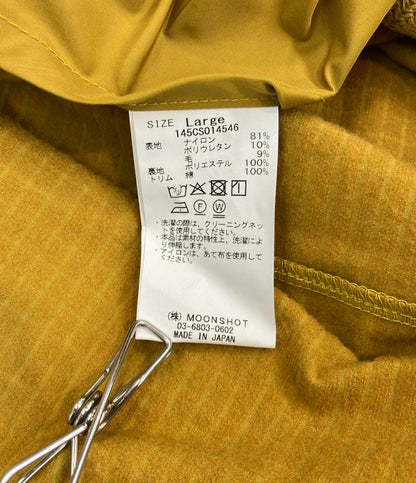 SIZE Large
145CS014546
表地 ナイロン 81%
ポリウレタン 10%
毛 9%
裏地 ポリエステル 100%
トリム 綿 100%
F W
・洗濯の際は、クリーニングネッ
トを使用してください。
・本品は素材の特性上、洗濯によ
り伸縮します。
・アイロンは、あて布を使用して
ください。
(株) MOONSHOT
03-6803-0602
MADE IN JAPAN